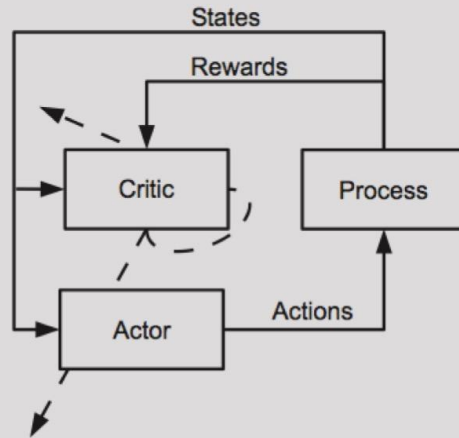 States
Rewards
Critic
Process
Actor
Actions